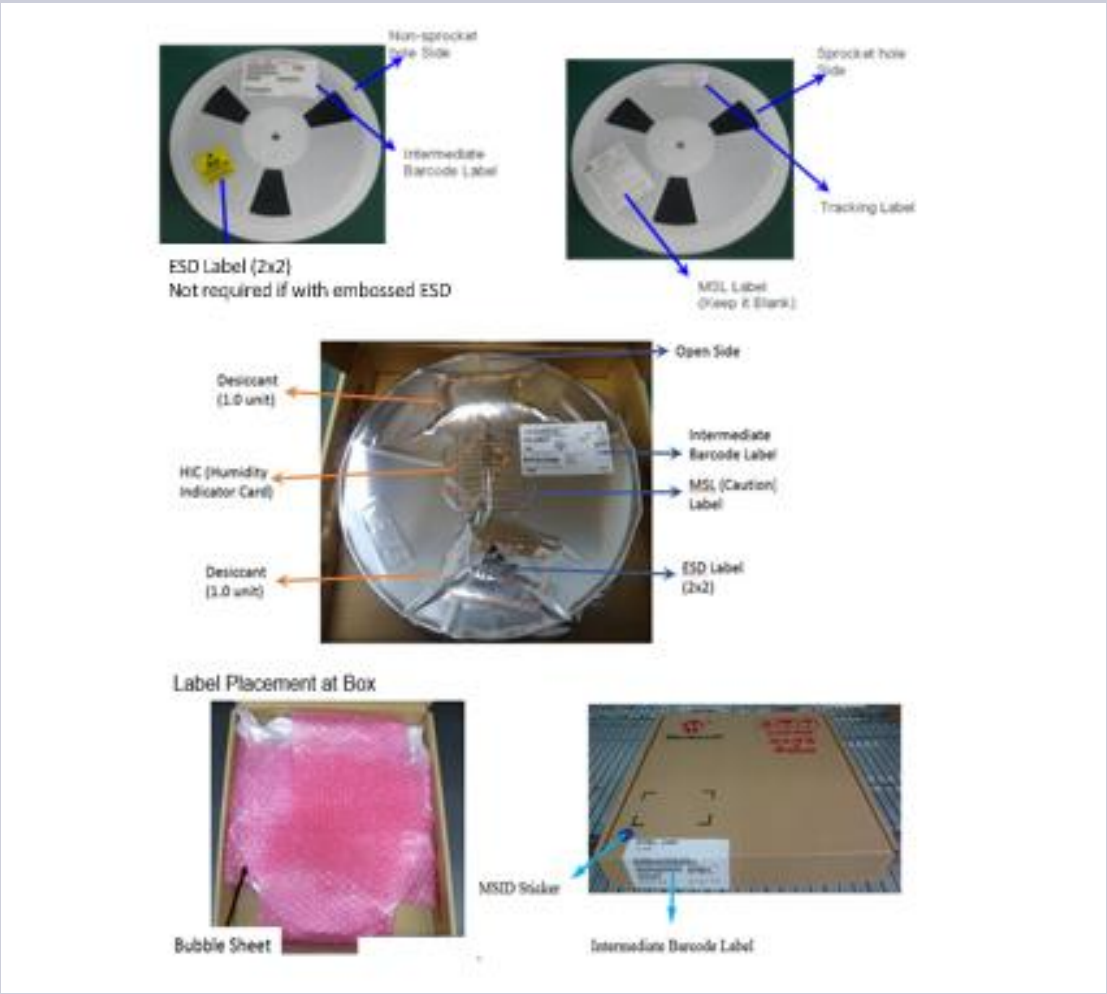 Non-sprocket
hole Side
Intermediate
Barcode Label
ESD Label (2x2)
Not required if with embossed ESD
Sprocket hole
Side
Tracking Label
MSL Label
(Keep it Blank)
Open Side
Desiccant
(1.0 unit)
Intermediate
Barcode Label
HIC (Humidity
Indicator Card)
MSL (Caution)
Label
Desiccant
(1.0 unit)
ESD Label
(2x2)
Label Placement at Box
MSID Sticker
Bubble Sheet
Intermediate Barcode Label